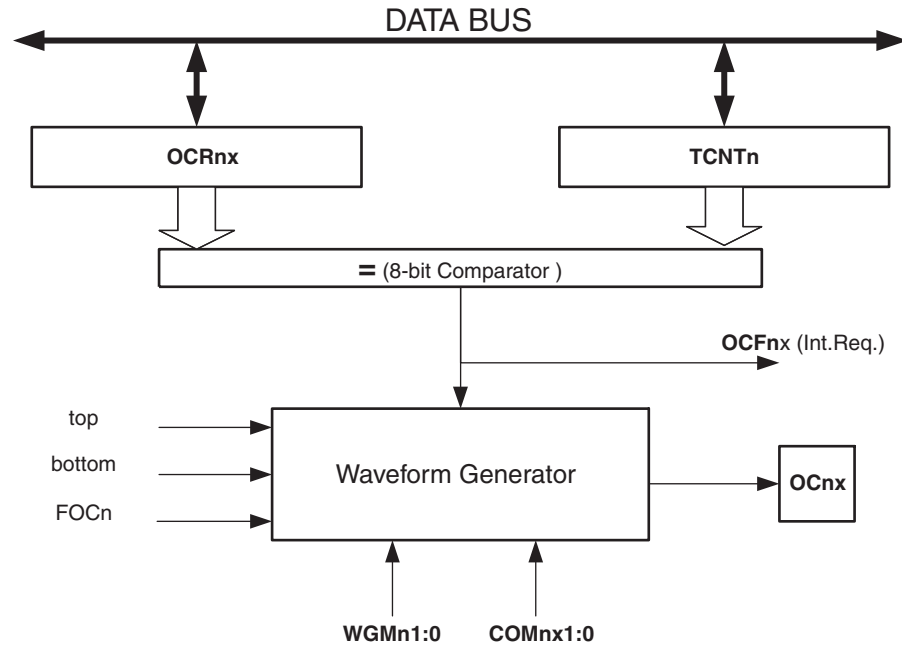 DATA BUS
OCRnx
TCNTn
= (8-bit Comparator )
OCFnx (Int.Req.)
top
bottom
FOCn
Waveform Generator
OCnx
WGMn1:0
COMnx1:0